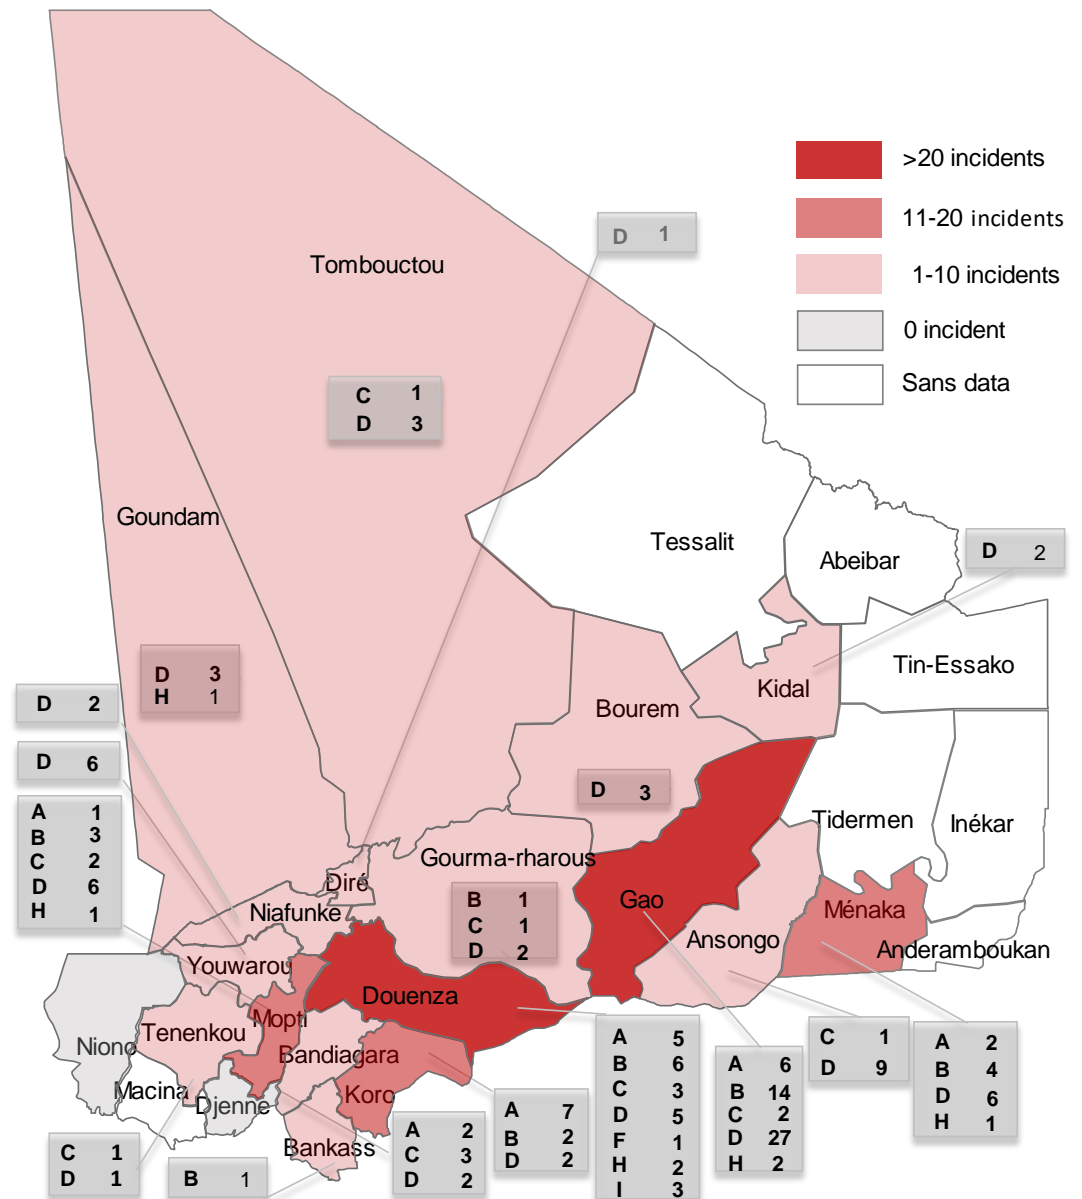 >20 incidents
11-20 incidents
1-10 incidents
0 incident
Sans data
D 1
Tombouctou
C 1
D 3
Goundam
Tessalit
Abeibar
D 2
Tin-Essako
Kidal
D 3
H 1
Bourem
D 2
D 6
D 3
A 1
B 3
C 2
D 6
H 1
Tidermen
Inékar
Gourma-rharous
Diré
B 1
C 1
D 2
Niafunke
Gao
Ménaka
Ansongo
Anderamboukan
Youwarou
Douenza
Mopti
Tenenkou
Niono
Bandiagara
Macina
Koro
Djenne
Bankass
C 1
D 1
B 1
A 2
C 3
D 2
A 7
B 2
D 2
A 5
B 6
C 3
D 5
F 1
H 2
I 3
A 6
B 14
C 2
D 27
H 2
C 1
D 9
A 2
B 4
D 6
H 1